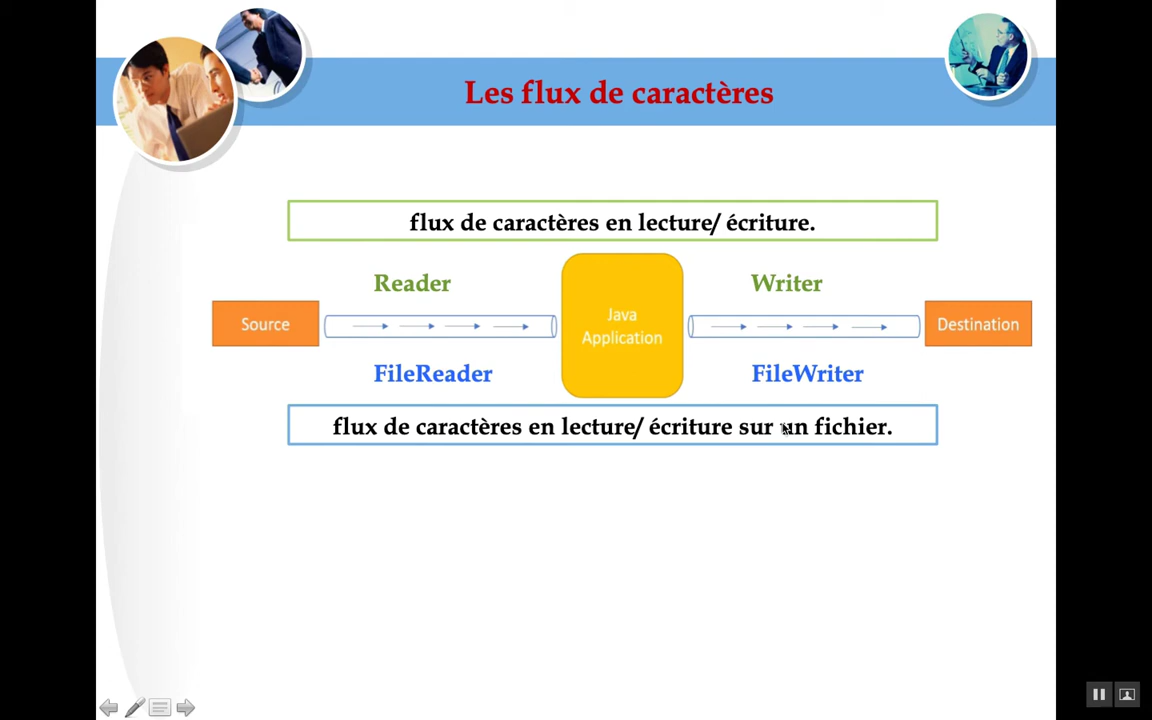 Les flux de caractères
flux de caractères en lecture/ écriture.
Reader
Writer
Source
Java
Application
Destination
FileReader
FileWriter
flux de caractères en lecture/ écriture sur un fichier.